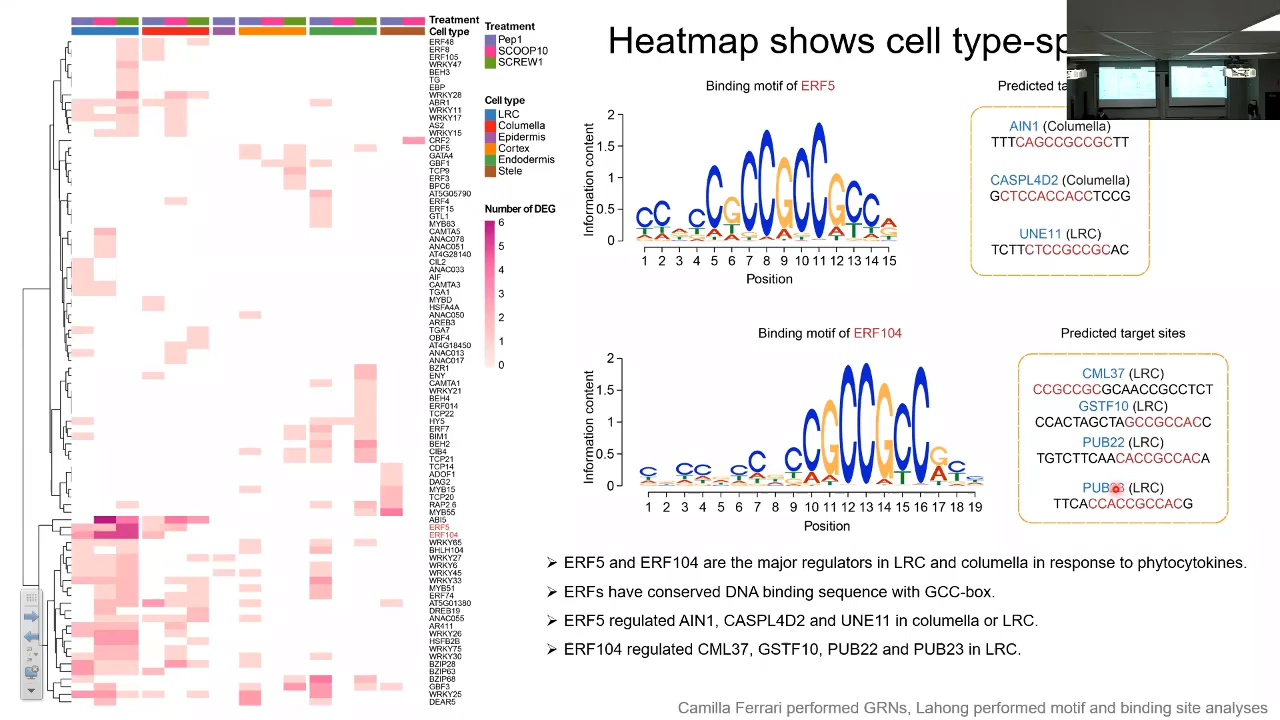 Heatmap shows cell type-sp
Treatment
Cell type
ERF48
ERF8
ERF105
WRKY47
BEH3
TG
EBP
WRKY28
ABR1
WRKY11
WRKY17
AS2
WRKY15
CRF2
CDF5
GATA4
GBF1
TCP9
ERF3
BPC6
AT5G05790
ERF4
ERF15
GTL1
MYB83
CAMTA5
ANAC078
ANAC051
AT4G28140
CIL2
ANAC033
AIF
CAMTA3
TGA1
MYBD
HSFA4A
ANAC050
AREB3
TGA7
OBF4
AT4G18450
ANAC013
ANAC017
BZR1
ENY
CAMTA1
WRKY21
BEH4
ERF014
TCP22
HY5
ERF7
BIM1
BEH2
CIB4
TCP21
TCP14
ADOF1
DAG2
MYB15
TCP20
RAP2.6
MYB55
ABI5
ERF5
ERF104
WRKY65
BHLH104
WRKY27
WRKY6
WRKY45
WRKY33
MYB51
ERF74
AT5G01380
DREB19
ANAC055
AR411
WRKY26
HSFB2B
WRKY75
WRKY30
BZIP28
BZIP63
BZIP68
GBF3
WRKY25
DEAR5
Treatment
Pep1
SCOOP10
SCREW1
Cell type
LRC
Columella
Epidermis
Cortex
Endodermis
Stele
Number of DEG
6
5
4
3
2
1
0
Binding motif of ERF5
Information content
2
1.5
1
0.5
0
1 2 3 4 5 6 7 8 9 10 11 12 13 14 15
Position
Predicted ta
AIN1 (Columella)
TTTCAGCCGCCGCTT
CASPL4D2 (Columella)
GCTCCACCACCTCCG
UNE11 (LRC)
TCTTCTCCGCCGCAC
Binding motif of ERF104
Information content
2
1.5
1
0.5
0
1 2 3 4 5 6 7 8 9 10 11 12 13 14 15 16 17 18 19
Position
Predicted target sites
CML37 (LRC)
CCGCCGCGCAACCGCCTCT
GSTF10 (LRC)
CCACTAGCTAGCCGCCACC
PUB22 (LRC)
TGTCTTCAACACCGCCACA
PUB23 (LRC)
TTCACCACCGCCACG
➢ ERF5 and ERF104 are the major regulators in LRC and columella in response to phytocytokines.
➢ ERFs have conserved DNA binding sequence with GCC-box.
➢ ERF5 regulated AIN1, CASPL4D2 and UNE11 in columella or LRC.
➢ ERF104 regulated CML37, GSTF10, PUB22 and PUB23 in LRC.
Camilla Ferrari performed GRNs, Lahong performed motif and binding site analyses